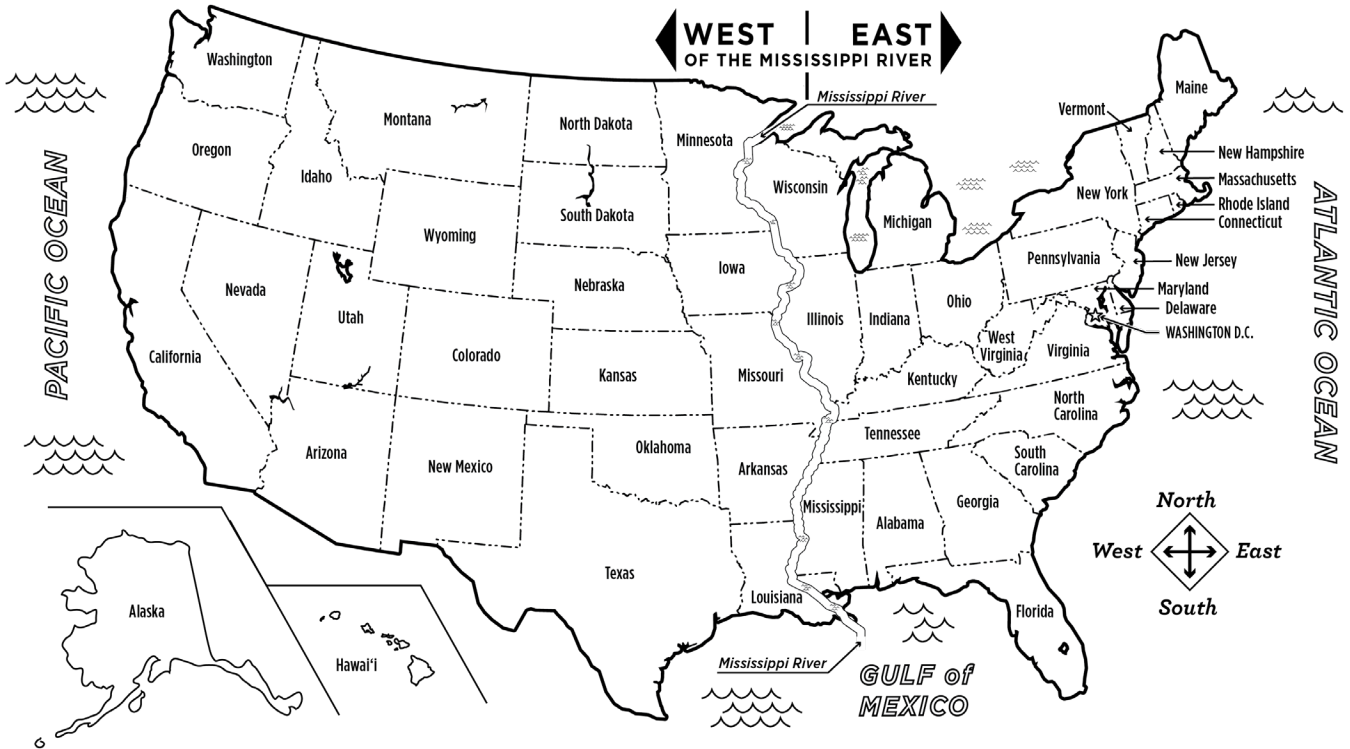 WEST | EAST
OF THE MISSISSIPPI RIVER
Mississippi River
Washington
Montana
North Dakota
Minnesota
Vermont
Maine
Oregon
Idaho
Wisconsin
New Hampshire
Massachusetts
New York
Rhode Island
Connecticut
South Dakota
Michigan
Wyoming
PACIFIC OCEAN
ATLANTIC OCEAN
Iowa
Pennsylvania
New Jersey
Nebraska
Nevada
Maryland
Ohio
Delaware
Utah
Illinois
Indiana
WASHINGTON D.C.
West
Virginia
Virginia
California
Colorado
Kansas
Missouri
Kentucky
North
Carolina
Tennessee
Oklahoma
Arizona
New Mexico
Arkansas
South
Carolina
Mississippi
Alabama
Georgia
North
West
East
South
Texas
Louisiana
Florida
Alaska
Hawai‘i
Mississippi River
GULF of
MEXICO